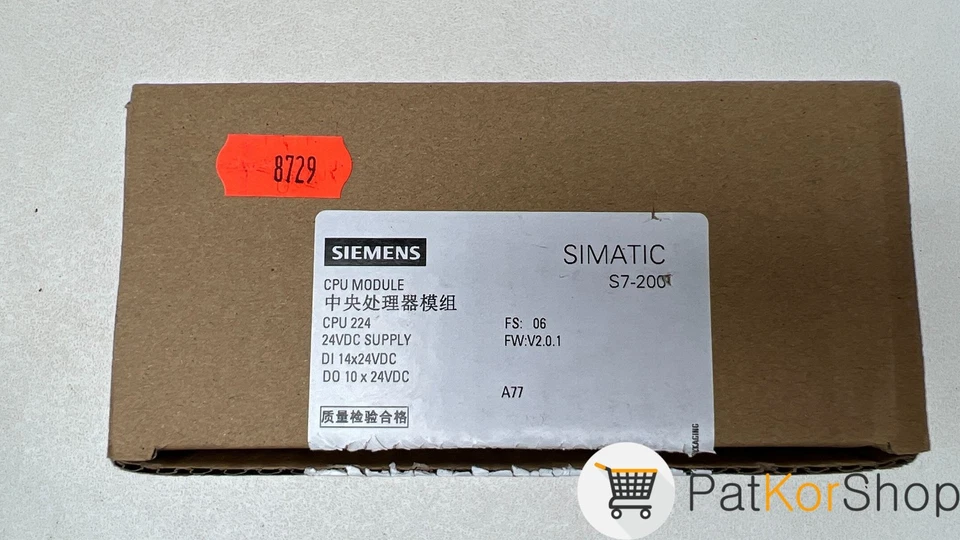 8729
SIEMENS
SIMATIC
S7-200
CPU MODULE
中央处理器模组
CPU 224
FS: 06
24VDC SUPPLY
FW:V2.0.1
DI 14x24VDC
DO 10 x 24VDC
A77
质量检验合格
PatKorShop